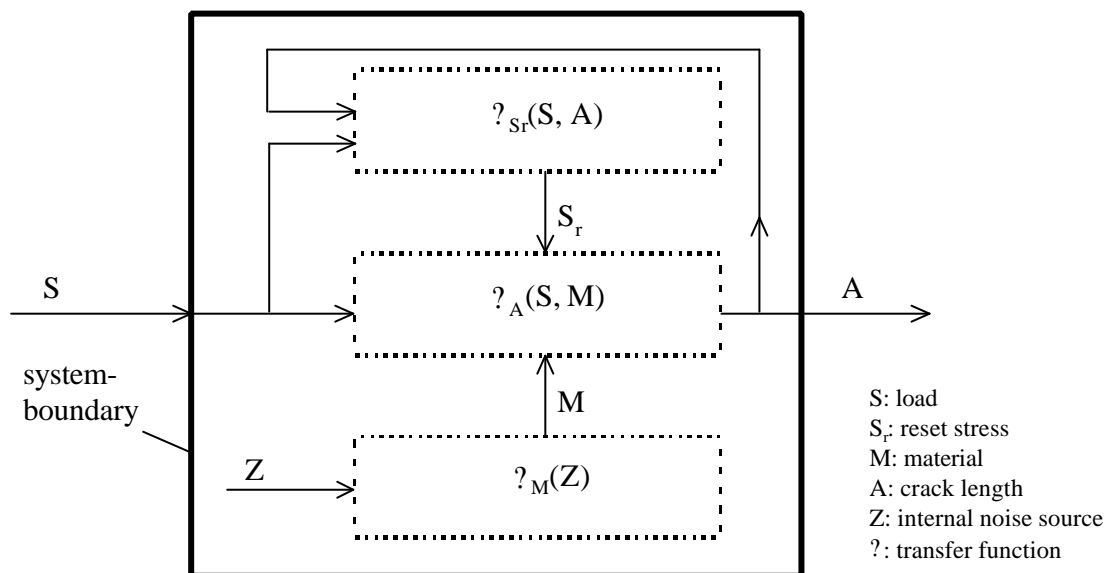 ?Sr(S, A)
Sr
S
?A(S, M)
A
system-
boundary
M
Z
?M(Z)
S: load
Sr: reset stress
M: material
A: crack length
Z: internal noise source
?: transfer function